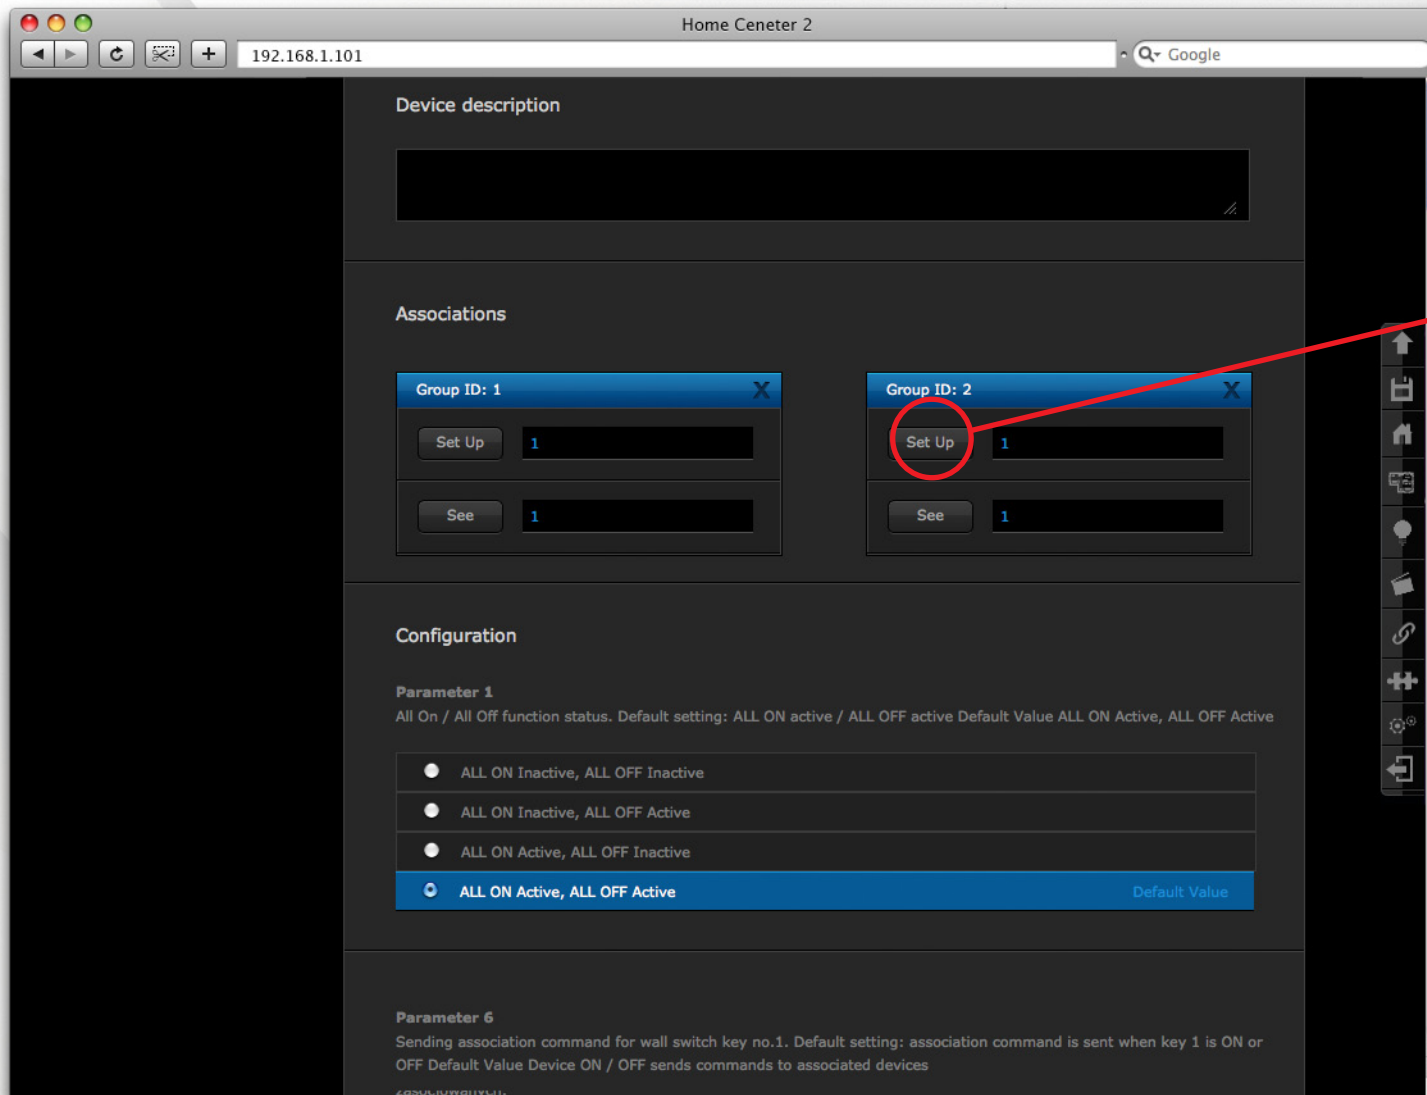 Home Ceneter 2
192.168.1.101
Google
Device description
Associations
Group ID: 1 X
Group ID: 2 X
Set Up 1
Set Up 1
See 1
See 1
Configuration
Parameter 1
All On / All Off function status. Default setting: ALL ON active / ALL OFF active Default Value ALL ON Active, ALL OFF Active
ALL ON Inactive, ALL OFF Inactive
ALL ON Inactive, ALL OFF Active
ALL ON Active, ALL OFF Inactive
ALL ON Active, ALL OFF Active Default Value
Parameter 6
Sending association command for wall switch key no.1. Default setting: association command is sent when key 1 is ON or
OFF Default Value Device ON / OFF sends commands to associated devices